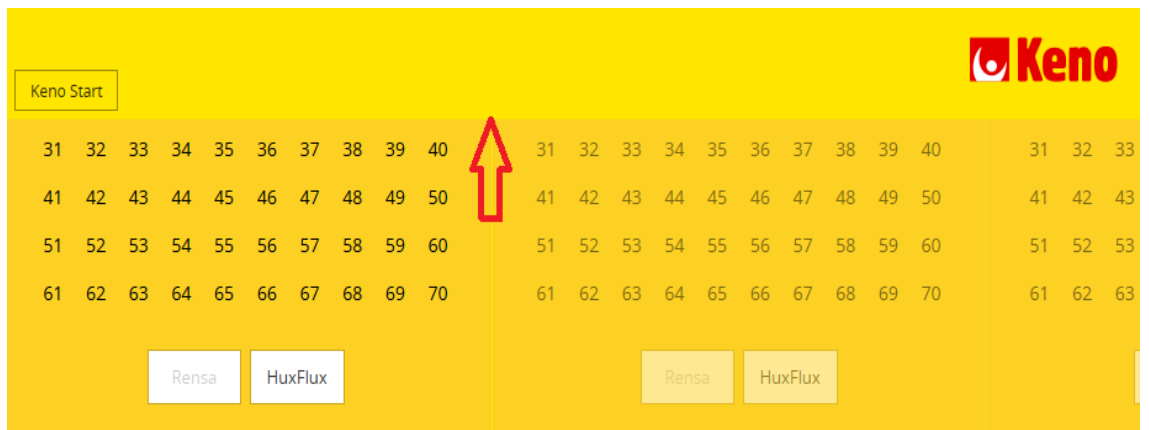 Keno
Keno Start
31 32 33 34 35 36 37 38 39 40 31 32 33 34 35 36 37 38 39 40 31 32 33
41 42 43 44 45 46 47 48 49 50 41 42 43 44 45 46 47 48 49 50 41 42 43
51 52 53 54 55 56 57 58 59 60 51 52 53 54 55 56 57 58 59 60 51 52 53
61 62 63 64 65 66 67 68 69 70 61 62 63 64 65 66 67 68 69 70 61 62 63
Rensa HuxFlux Rensa HuxFlux